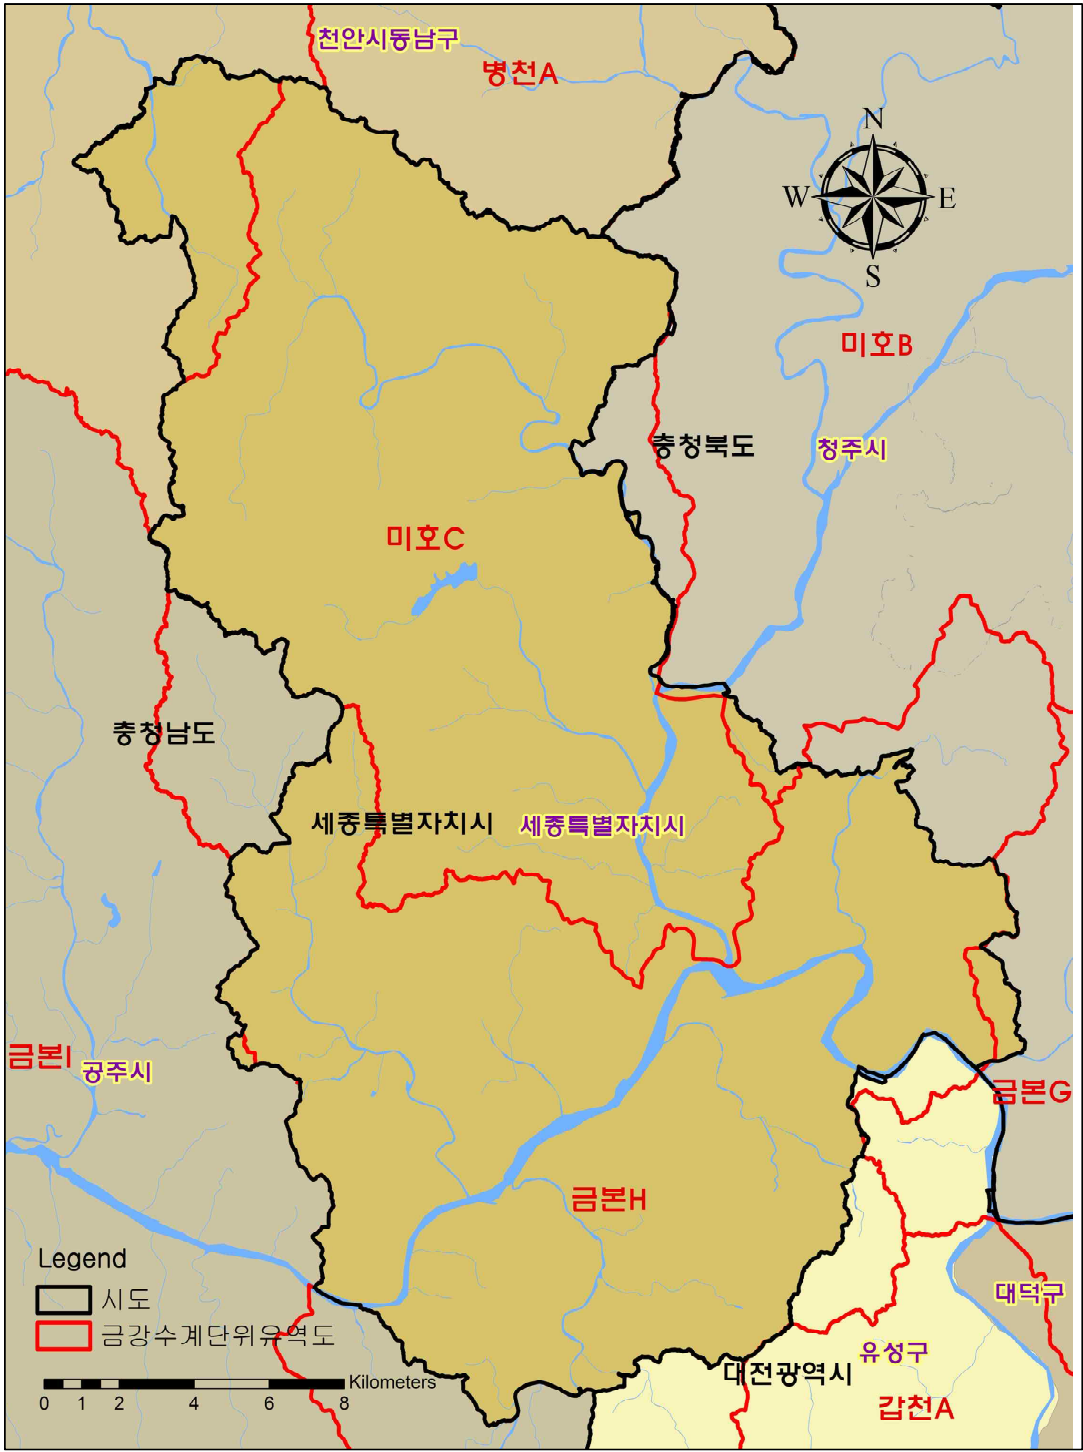 천안시동남구
병천A
N
W
E
S
미호B
충청북도
청주시
미호C
충청남도
세종특별자치시
세종특별자치시
금본I
공주시
금본G
금본H
Legend
시도
금강수계단위유역도
대덕구
유성구
대전광역시
갑천A
Kilometers
0 1 2 4 6 8